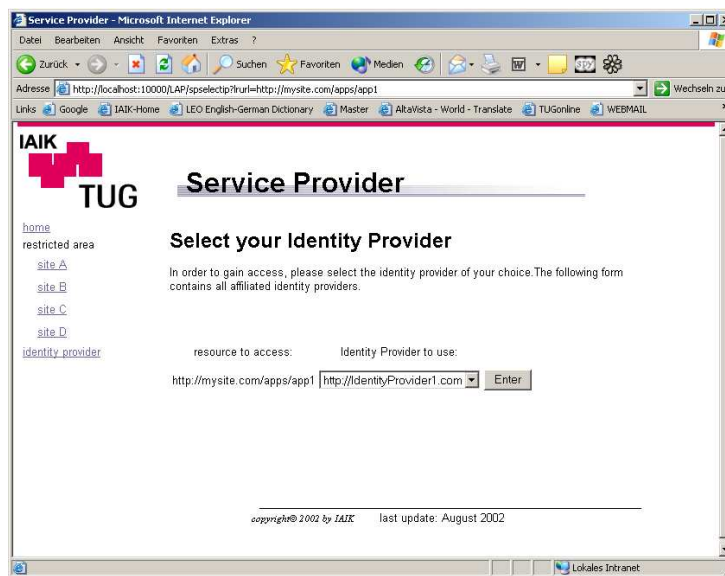 Service Provider - Microsoft Internet Explorer
Datei Bearbeiten Ansicht Favoriten Extras ?
Zurück Suchen Favoriten Medien
Adresse http://localhost:10000/LAP/spselectip?lrurl=http://mysite.com/apps/app1 Wechseln zu
Links Google IAIK-Home LEO English-German Dictionary Master AltaVista - World - Translate TUGonline WEBMAIL
IAIK
TUG
Service Provider
home
restricted area
site A
site B
site C
site D
identity provider
Select your Identity Provider
In order to gain access, please select the identity provider of your choice.The following form
contains all affiliated identity providers.
resource to access: Identity Provider to use:
http://mysite.com/apps/app1 http://IdentityProvider1.com Enter
copyright© 2002 by IAIK last update: August 2002
Lokales Intranet